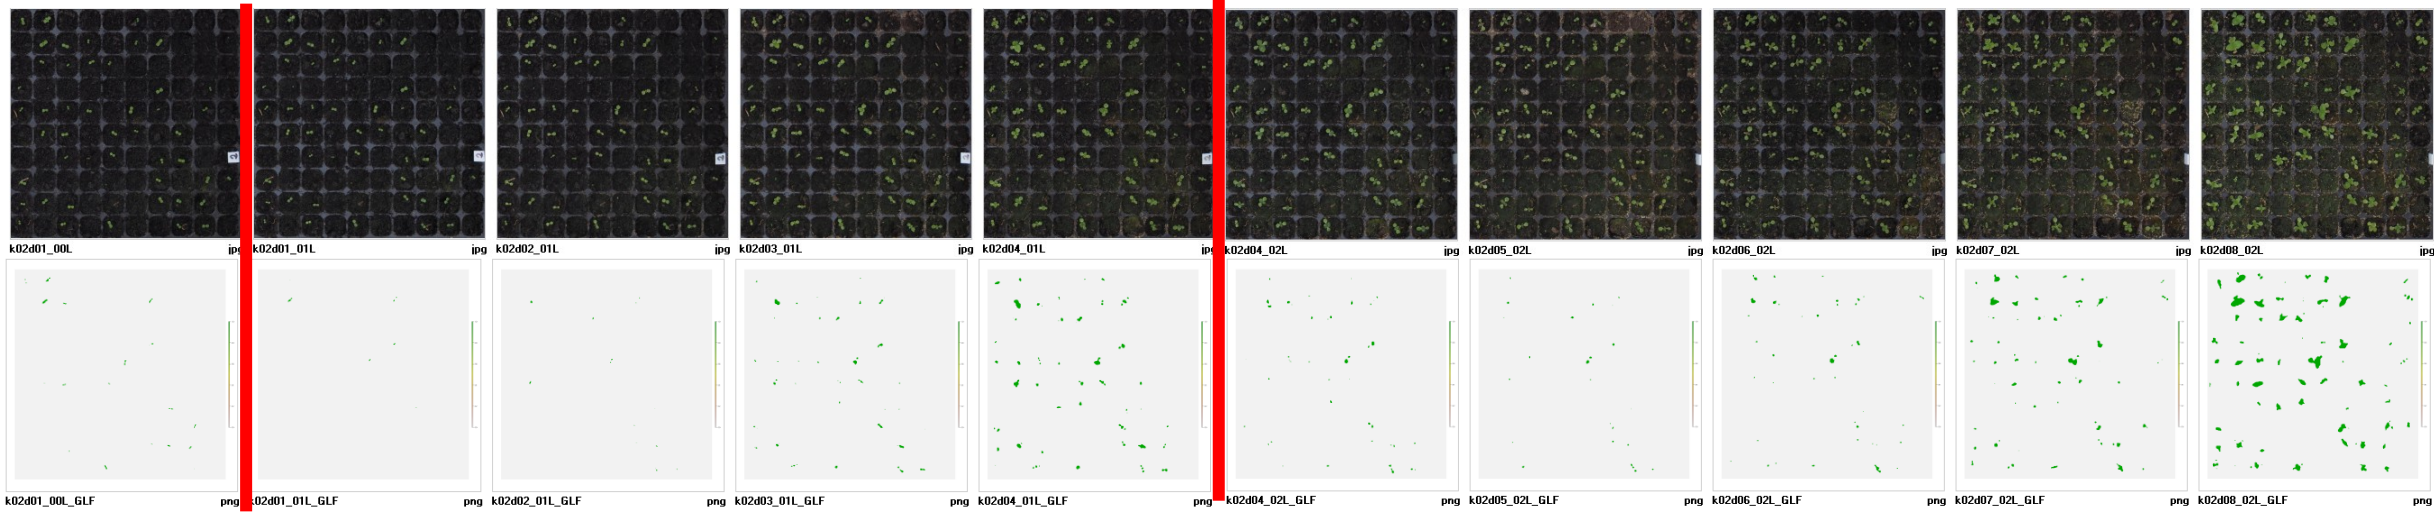 k02d01_00L jpg k02d01_01L jpg k02d02_01L jpg k02d03_01L jpg k02d04_01L jpg k02d04_02L jpg k02d05_02L jpg k02d06_02L jpg k02d07_02L jpg k02d08_02L jpg
k02d01_00L_GLF png k02d01_01L_GLF png k02d02_01L_GLF png k02d03_01L_GLF png k02d04_01L_GLF png k02d04_02L_GLF png k02d05_02L_GLF png k02d06_02L_GLF png k02d07_02L_GLF png k02d08_02L_GLF png